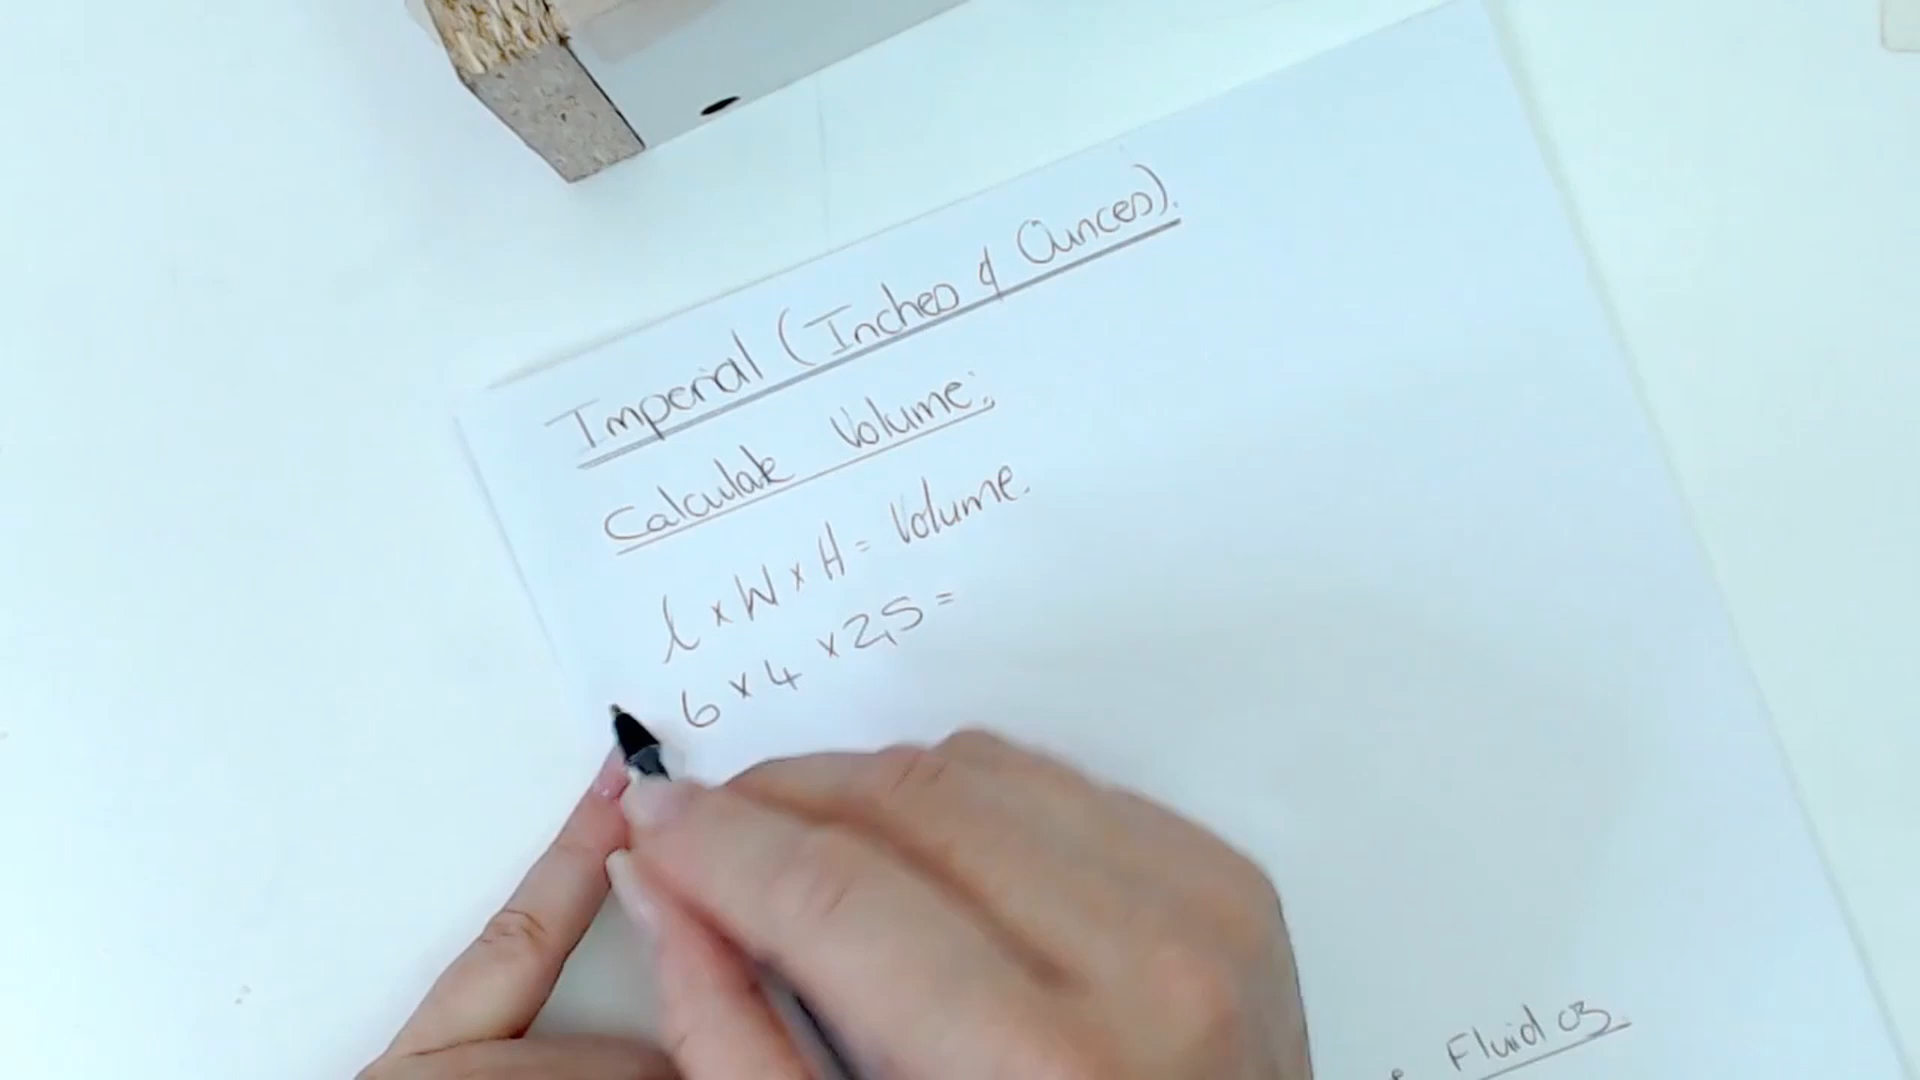 Imperial (Inches & Ounces).
Calculate Volume:
L x W x H = Volume.
6 x 4 x 2,5 =
Fluid oz